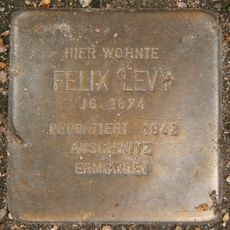 HIER WOHNTE
FELIX LEVY
JG. 1874
DEPORTIERT 1942
AUSCHWITZ
ERMORDET